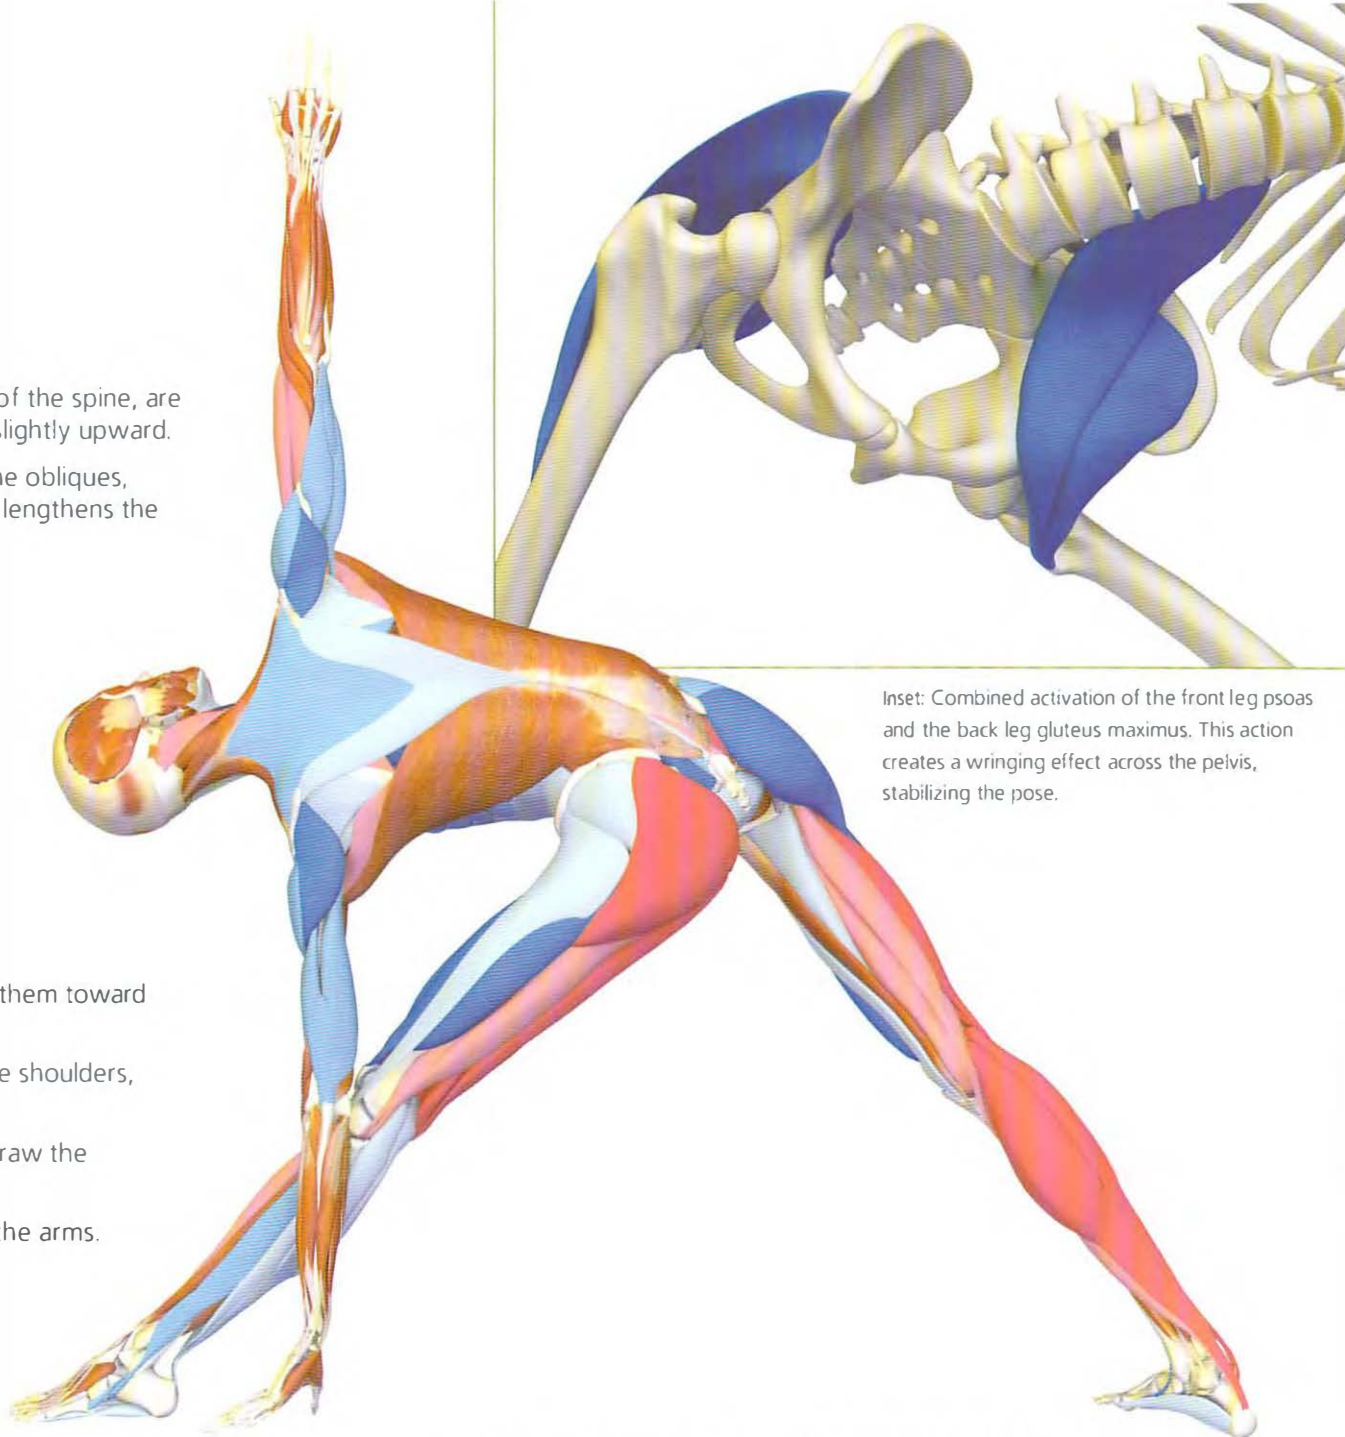 of the spine, are
slightly upward.
he obliques,
lengthens the
Inset: Combined activation of the front leg psoas
and the back leg gluteus maximus. This action
creates a wringing effect across the pelvis,
stabilizing the pose.
them toward
e shoulders,
raw the
the arms.